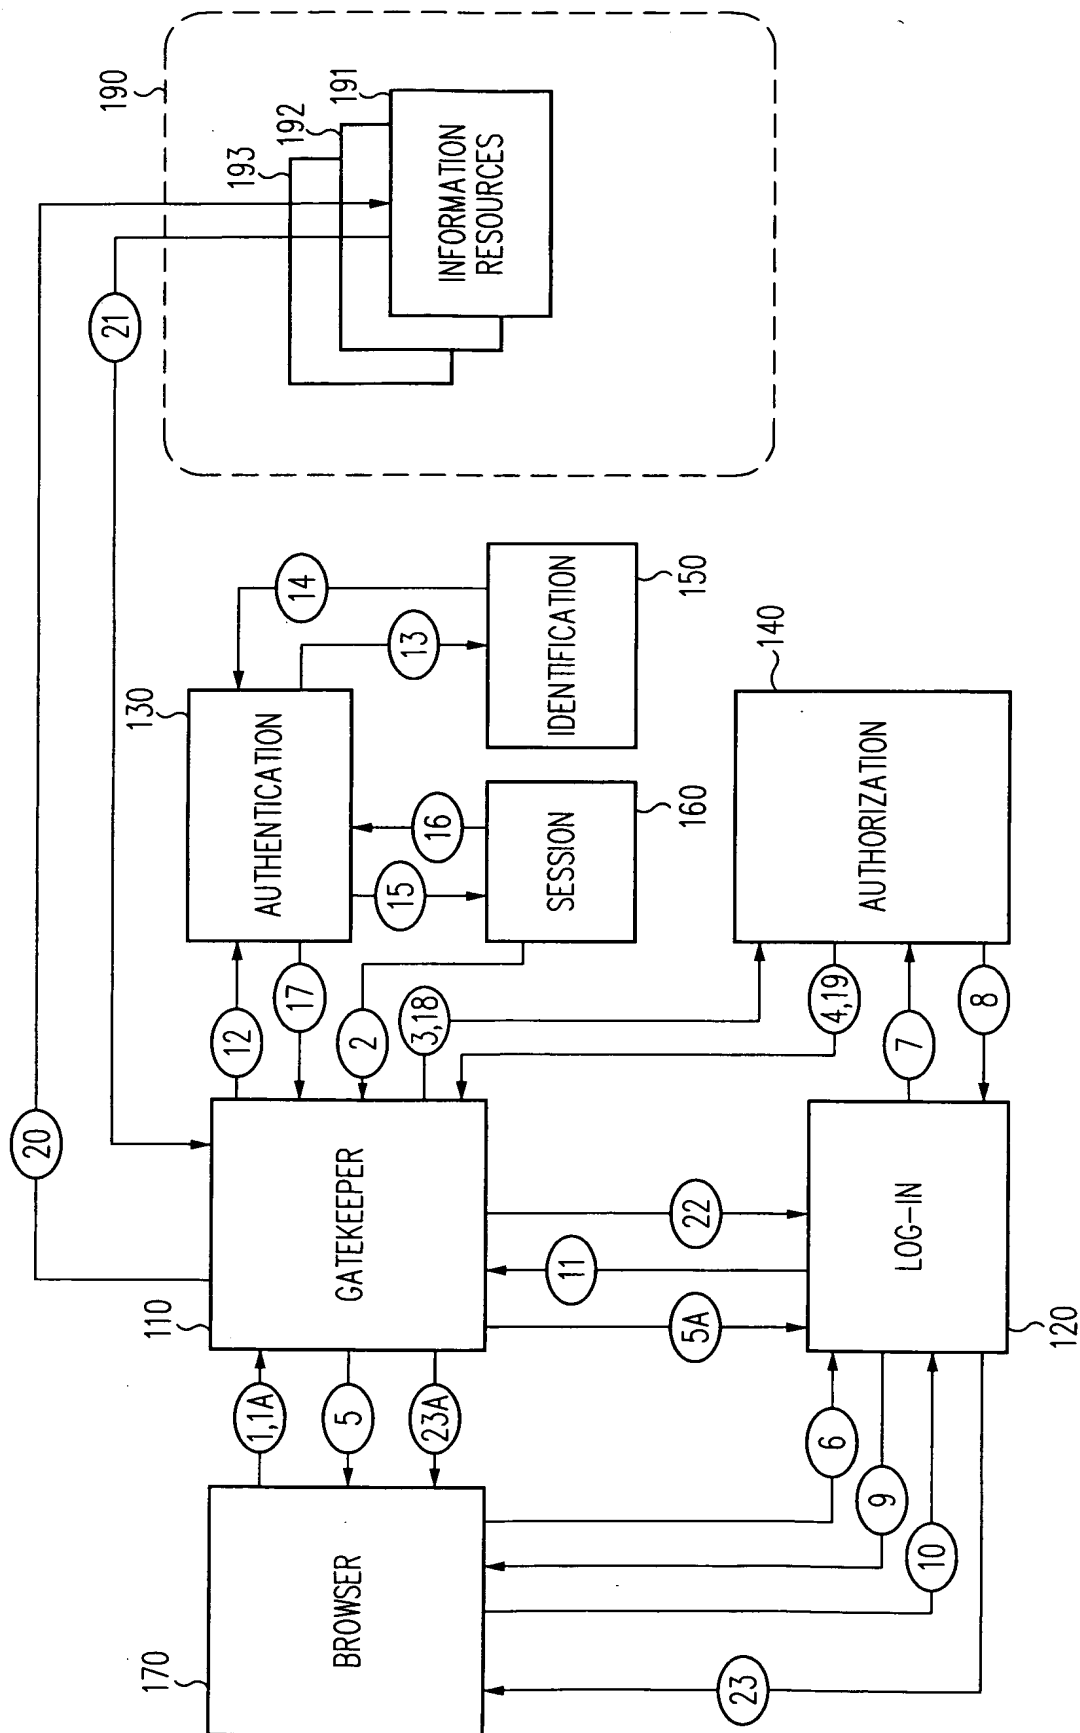 190
193
192
191
INFORMATION
RESOURCES
20
21
130
AUTHENTICATION
14
13
IDENTIFICATION
150
12
17
15
16
SESSION
160
2
3,18
4,19
140
AUTHORIZATION
7
8
110
GATEKEEPER
22
11
5A
LOG-IN
120
1,1A
5
23A
6
9
10
23
170
BROWSER